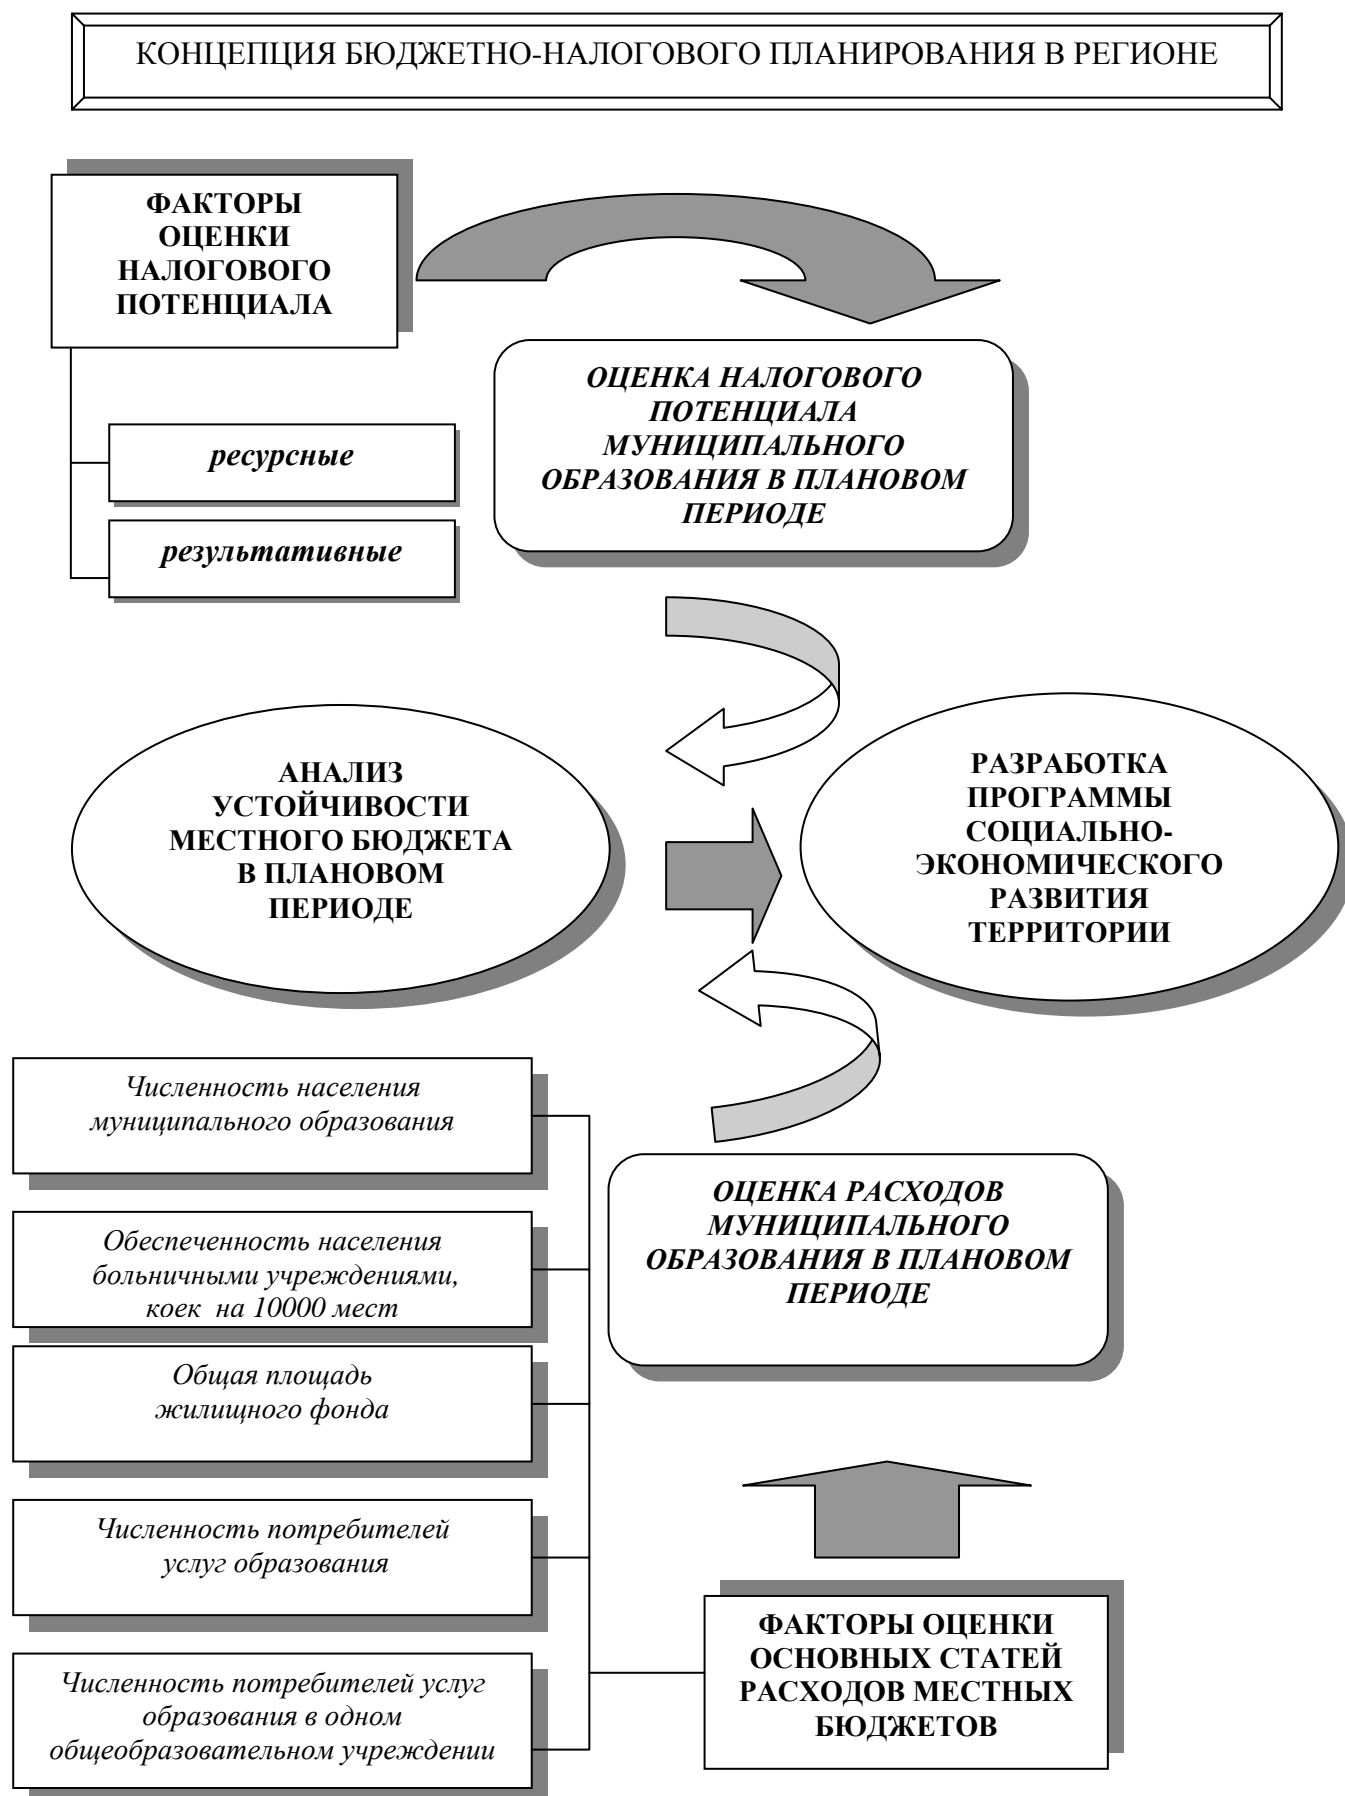 КОНЦЕПЦИЯ БЮДЖЕТНО-НАЛОГОВОГО ПЛАНИРОВАНИЯ В РЕГИОНЕ
ФАКТОРЫ
ОЦЕНКИ
НАЛОГОВОГО
ПОТЕНЦИАЛА
ресурсные
результативные
ОЦЕНКА НАЛОГОВОГО
ПОТЕНЦИАЛА
МУНИЦИПАЛЬНОГО
ОБРАЗОВАНИЯ В ПЛАНОВОМ
ПЕРИОДЕ
АНАЛИЗ
УСТОЙЧИВОСТИ
МЕСТНОГО БЮДЖЕТА
В ПЛАНОВОМ
ПЕРИОДЕ
РАЗРАБОТКА
ПРОГРАММЫ
СОЦИАЛЬНО-
ЭКОНОМИЧЕСКОГО
РАЗВИТИЯ
ТЕРРИТОРИИ
Численность населения
муниципального образования
Обеспеченность населения
больничными учреждениями,
коек на 10000 мест
Общая площадь
жилищного фонда
Численность потребителей
услуг образования
Численность потребителей услуг
образования в одном
общеобразовательном учреждении
ОЦЕНКА РАСХОДОВ
МУНИЦИПАЛЬНОГО
ОБРАЗОВАНИЯ В ПЛАНОВОМ
ПЕРИОДЕ
ФАКТОРЫ ОЦЕНКИ
ОСНОВНЫХ СТАТЕЙ
РАСХОДОВ МЕСТНЫХ
БЮДЖЕТОВ